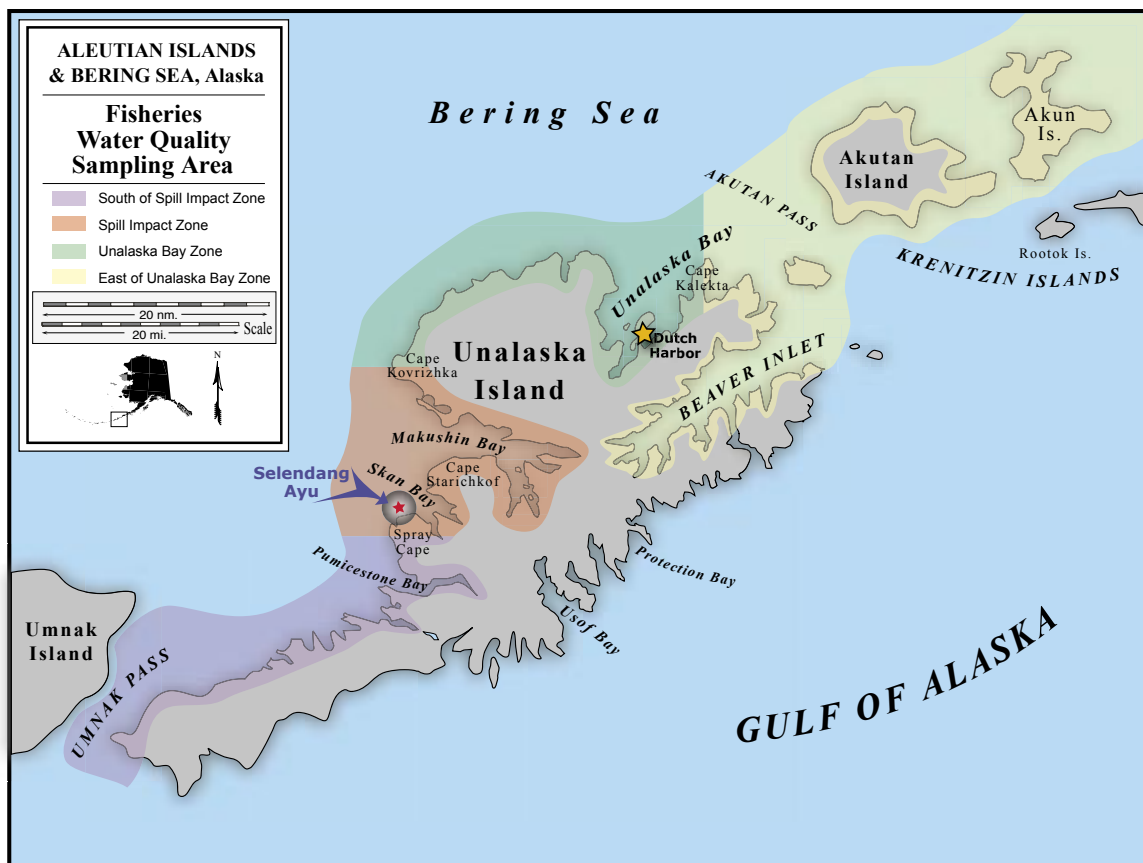 ALEUTIAN ISLANDS
& BERING SEA, Alaska
Fisheries
Water Quality
Sampling Area
South of Spill Impact Zone
Spill Impact Zone
Unalaska Bay Zone
East of Unalaska Bay Zone
20 nm.
20 mi.
Scale
N
Bering Sea
Akun
Is.
Akutan
Island
AKUTAN PASS
Rootok Is.
KRENITZIN ISLANDS
Unalaska Bay
Cape
Kalekta
Dutch
Harbor
Unalaska
Island
Cape
Kovrizhka
BEAVER INLET
Makushin Bay
Cape
Starichkof
Skan Bay
Selendang
Ayu
Spray
Cape
Pumicestone Bay
Protection Bay
Usof Bay
Umnak
Island
UMNAK PASS
GULF OF ALASKA